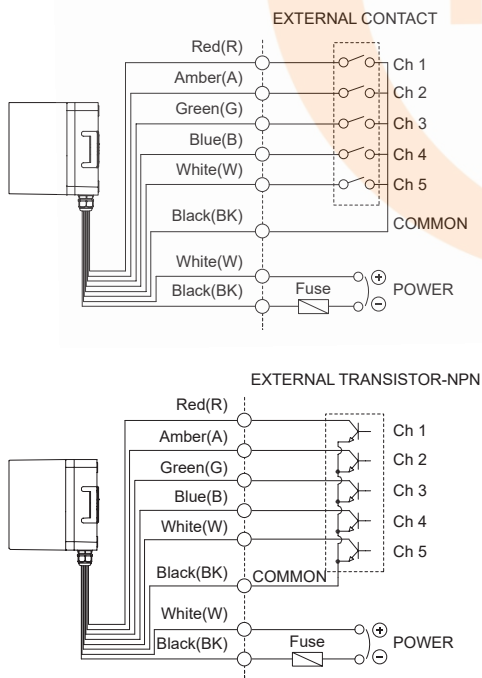 EXTERNAL CONTACT
Red(R)
Ch 1
Amber(A)
Ch 2
Green(G)
Ch 3
Blue(B)
Ch 4
White(W)
Ch 5
Black(BK)
COMMON
White(W)
Black(BK)
Fuse
+
POWER
−
EXTERNAL TRANSISTOR-NPN
Red(R)
Ch 1
Amber(A)
Ch 2
Green(G)
Ch 3
Blue(B)
Ch 4
White(W)
Ch 5
Black(BK)
COMMON
White(W)
Black(BK)
Fuse
+
POWER
−